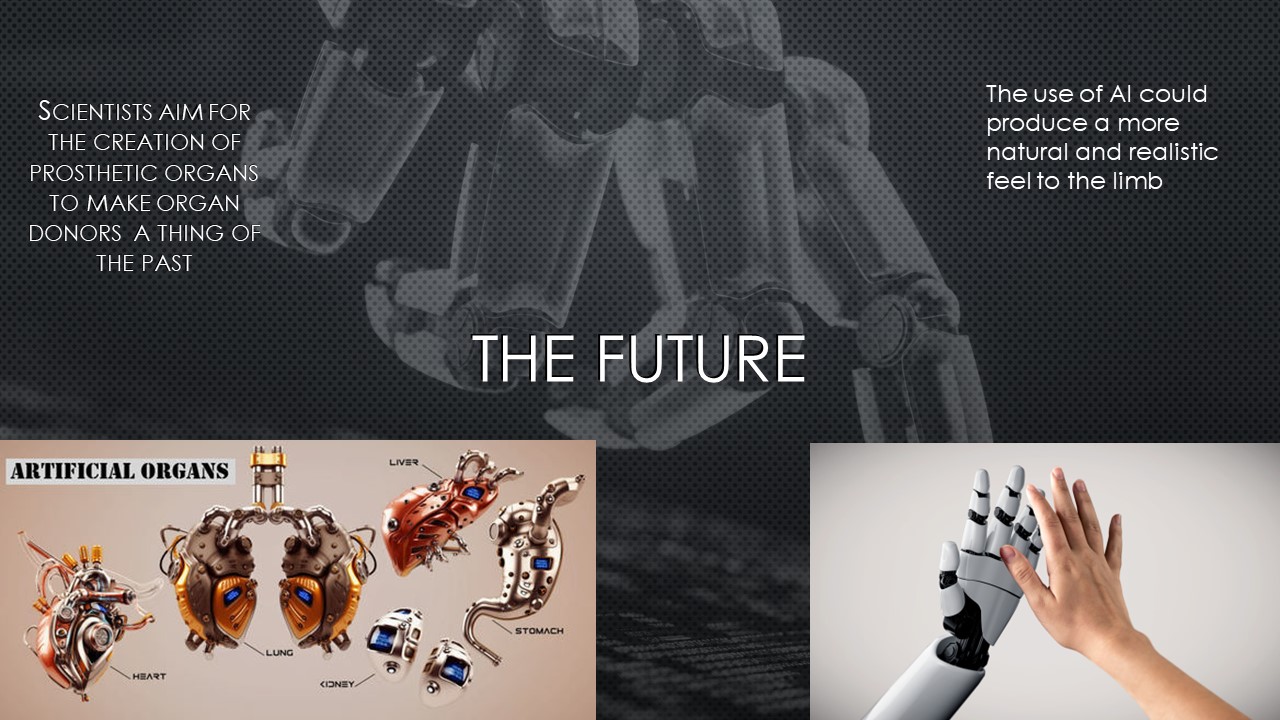 SCIENTISTS AIM FOR
THE CREATION OF
PROSTHETIC ORGANS
TO MAKE ORGAN
DONORS A THING OF
THE PAST
The use of AI could
produce a more
natural and realistic
feel to the limb
THE FUTURE
ARTIFICIAL ORGANS
LIVER
STOMACH
LUNG
HEART
KIDNEY